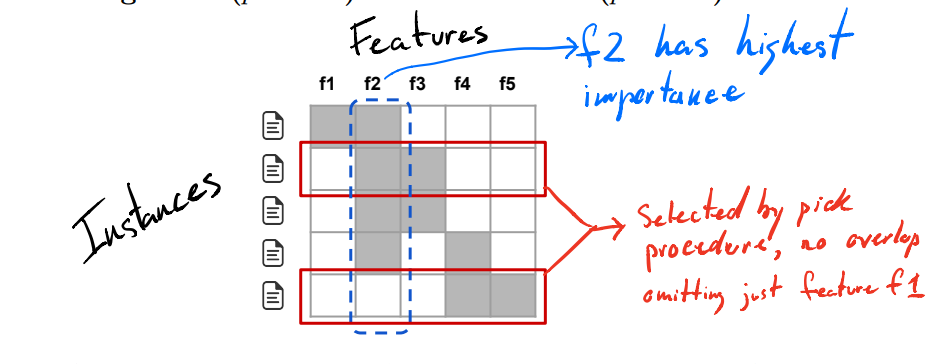 Features
f2 has highest
importance
f1 f2 f3 f4 f5
Instances
Selected by pick
procedure, no overlap
omitting just feature f1